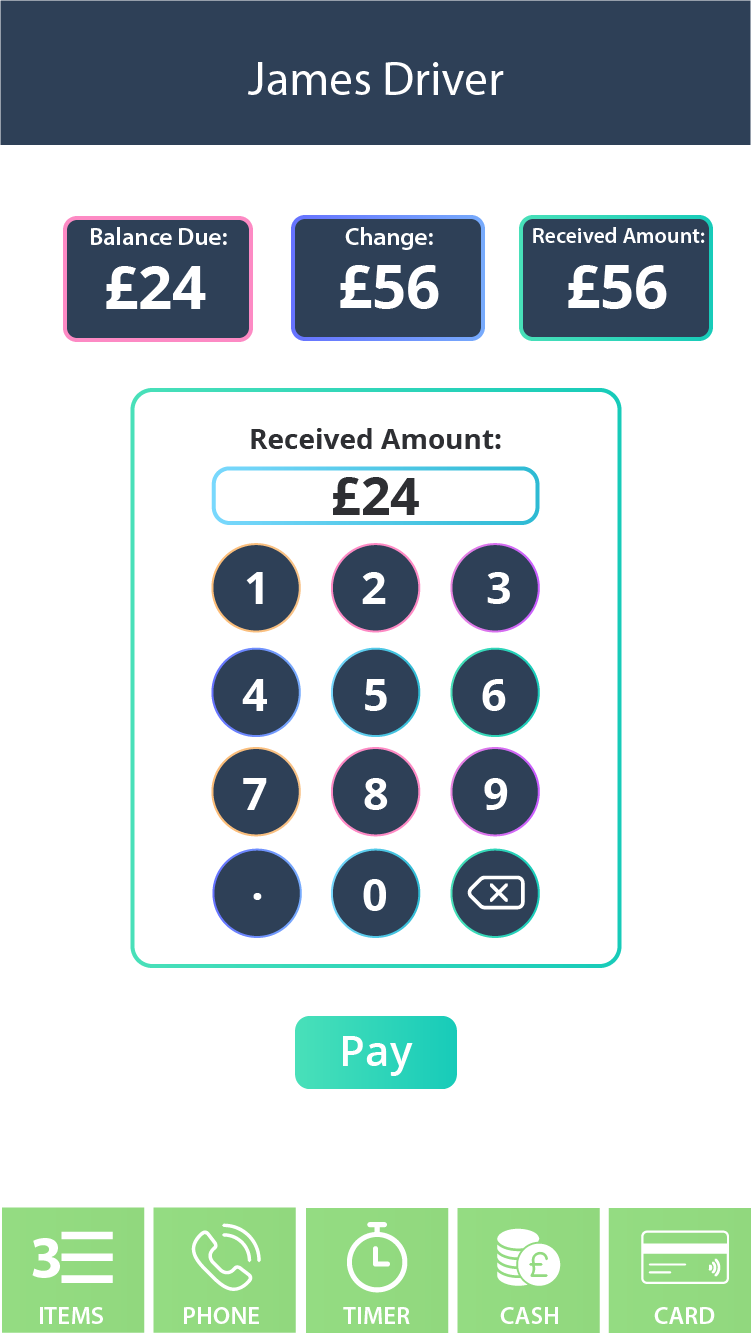 James Driver
Balance Due: Change: Received Amount:
£24 £56 £56
Received Amount:
£24
1 2 3
4 5 6
7 8 9
. 0
Pay
3 £
ITEMS PHONE TIMER CASH CARD